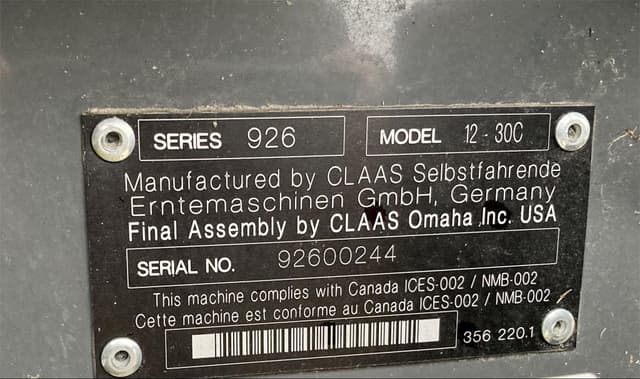 SERIES 926 MODEL 12-30C
Manufactured by CLAAS Selbstfahrende
Erntemaschinen GmbH, Germany
Final Assembly by CLAAS Omaha Inc. USA
SERIAL NO. 92600244
This machine complies with Canada ICES-002 / NMB-002
Cette machine est conforme au Canada ICES-002 / NMB-002
356 220.1